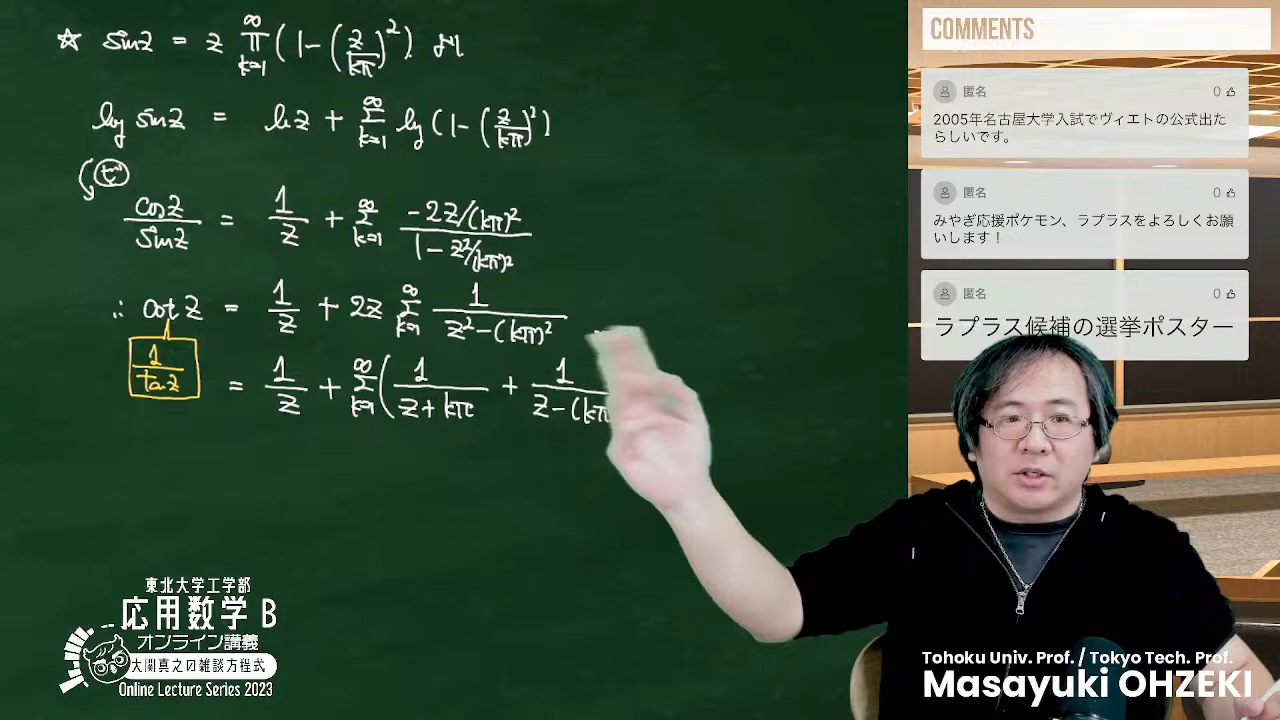 ☆ sin z = z ∞ Π k=1 (1 - (z/kπ)²) より
log sin z = log z + ∞ Σ k=1 log (1 - (z/kπ)²)
cos z / sin z = 1/z + ∞ Σ k=1 -2z/(kπ)² / 1 - z²/(kπ)²
∴ cot z = 1/z + 2z ∞ Σ k=1 1 / z² - (kπ)²
1/tan z
= 1/z + ∞ Σ k=1 ( 1 / z + kπ + 1 / z - (kπ
東北大学工学部
応用数学 B
オンライン講義
大関真之の雑談方程式
Online Lecture Series 2023
COMMENTS
匿名 0
2005年名古屋大学入試でヴィエトの公式出た
らしいです。
匿名 0
みやぎ応援ポケモン、ラプラスをよろしくお願
いします！
匿名 0
ラプラス候補の選挙ポスター
Tohoku Univ. Prof. / Tokyo Tech. Prof.
Masayuki OHZEKI